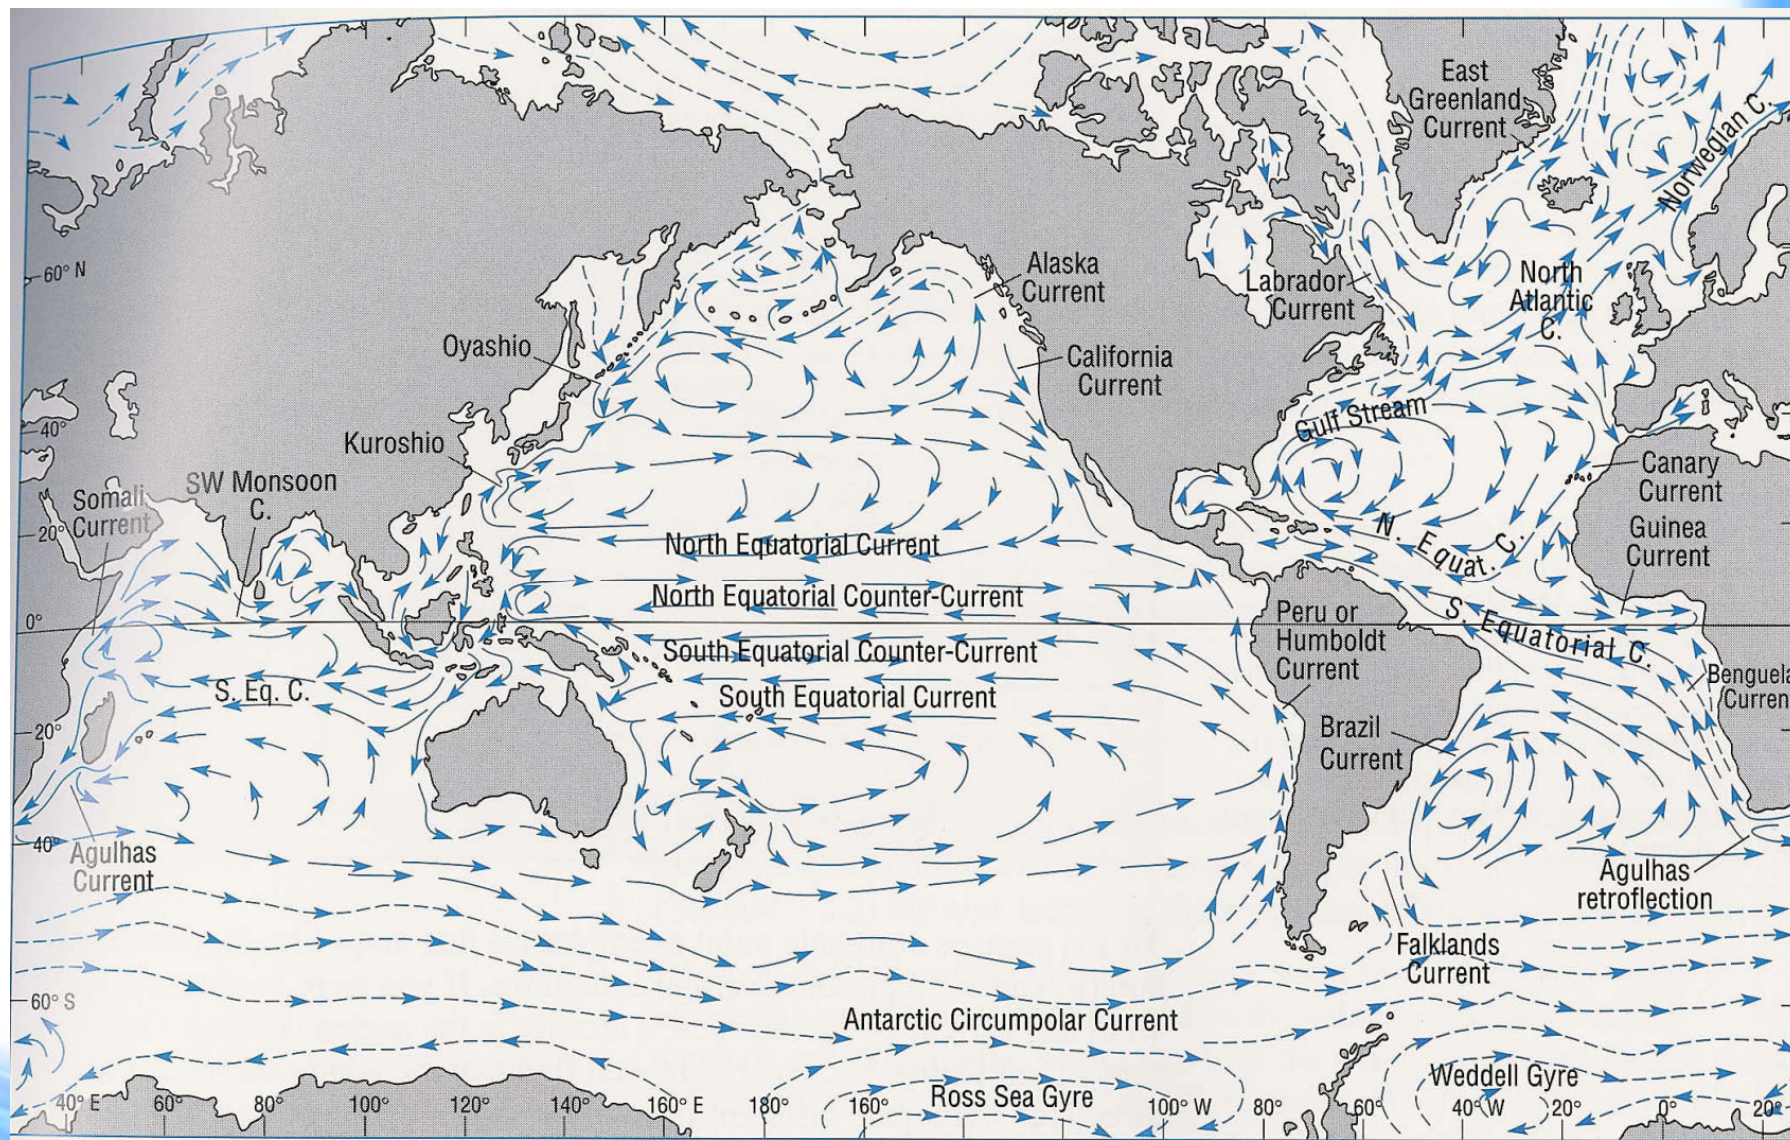 East
Greenland
Current
Norwegian C.
60° N
Alaska
Current
Labrador
Current
North
Atlantic
C.
Oyashio
California
Current
40°
Gulf Stream
Kuroshio
Canary
Current
Somali
Current
SW Monsoon
C.
20°
Guinea
Current
North Equatorial Current
N. Equat. C.
North Equatorial Counter-Current
0°
Peru or
Humboldt
Current
S. Equatorial C.
South Equatorial Counter-Current
S. Eq. C.
South Equatorial Current
Benguela
Curren
20°
Brazil
Current
40°
Agulhas
Current
Agulhas
retroflection
Falklands
Current
60° S
Antarctic Circumpolar Current
Ross Sea Gyre
Weddell Gyre
40° E 60° 80° 100° 120° 140° 160° E 180° 160° 100° W 80° 60° 40° W 20° 0° 20°